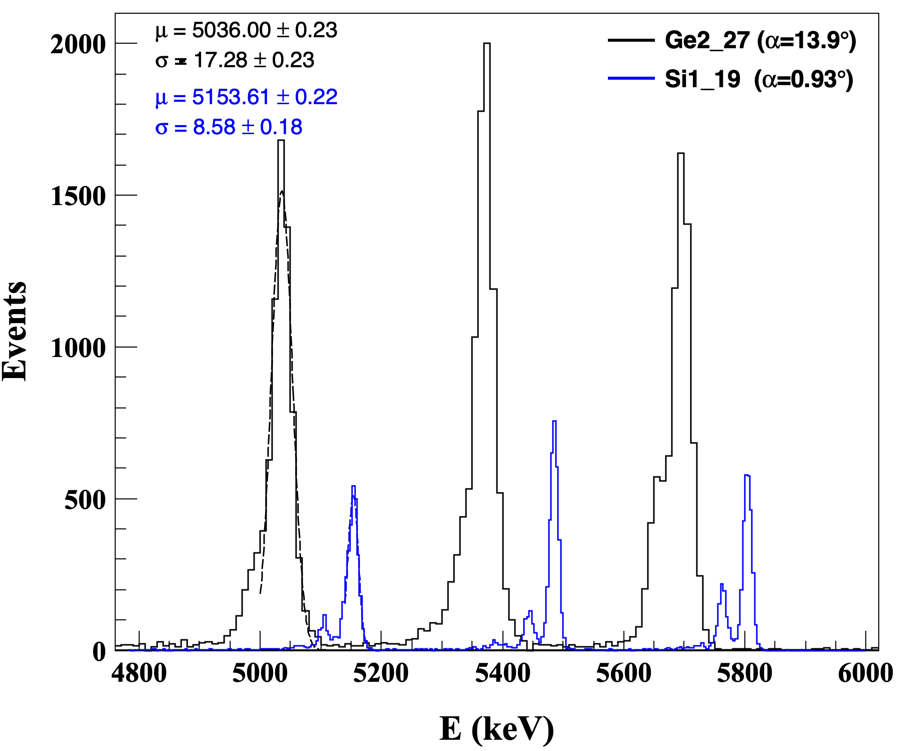 μ = 5036.00 ± 0.23
σ = 17.28 ± 0.23
μ = 5153.61 ± 0.22
σ = 8.58 ± 0.18
Ge2_27 (α=13.9°)
Si1_19 (α=0.93°)
2000
1500
1000
500
0
Events
4800 5000 5200 5400 5600 5800 6000
E (keV)